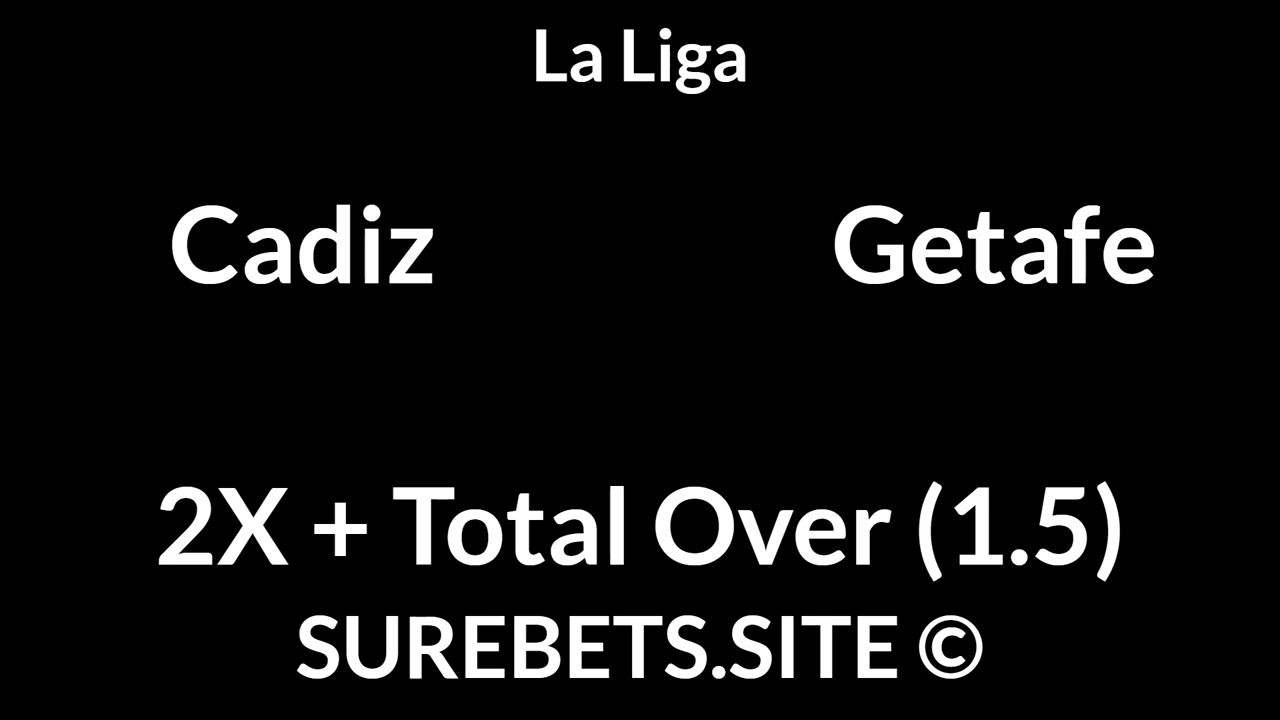 La Liga
Cadiz Getafe
2X + Total Over (1.5)
SUREBETS.SITE ©